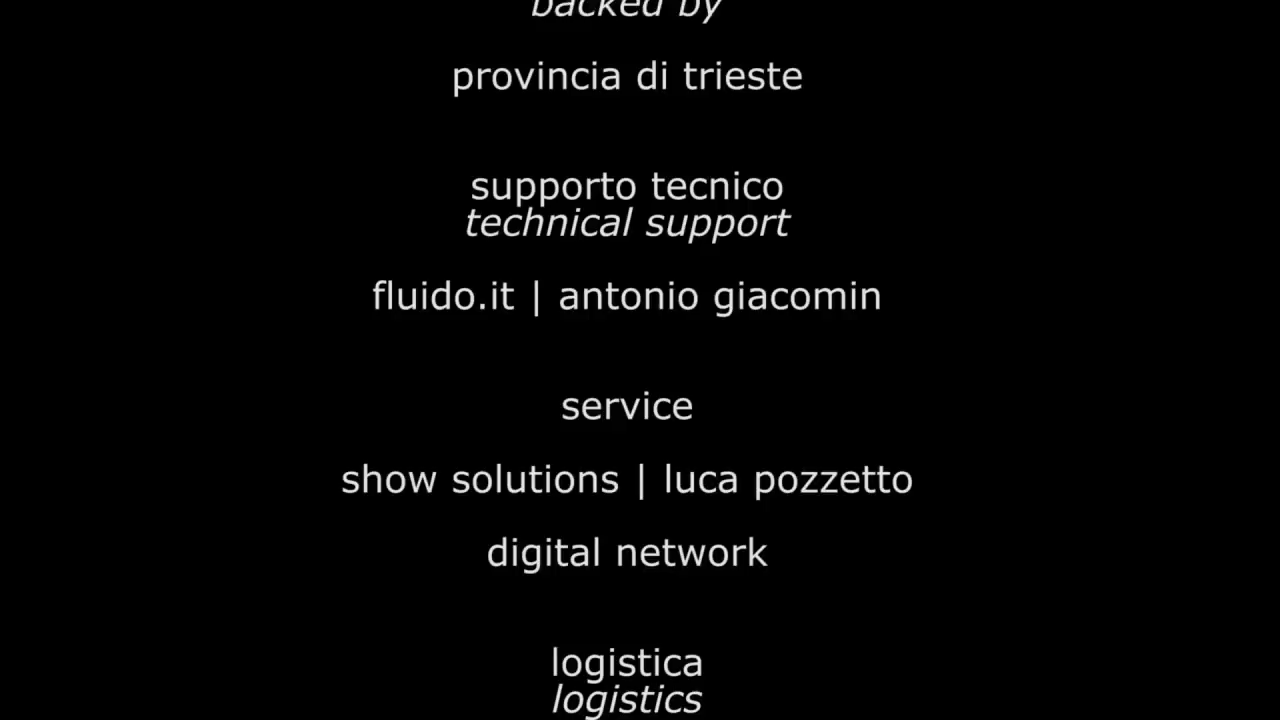 backed by
provincia di trieste
supporto tecnico
technical support
fluido.it | antonio giacomin
service
show solutions | luca pozzetto
digital network
logistica
logistics